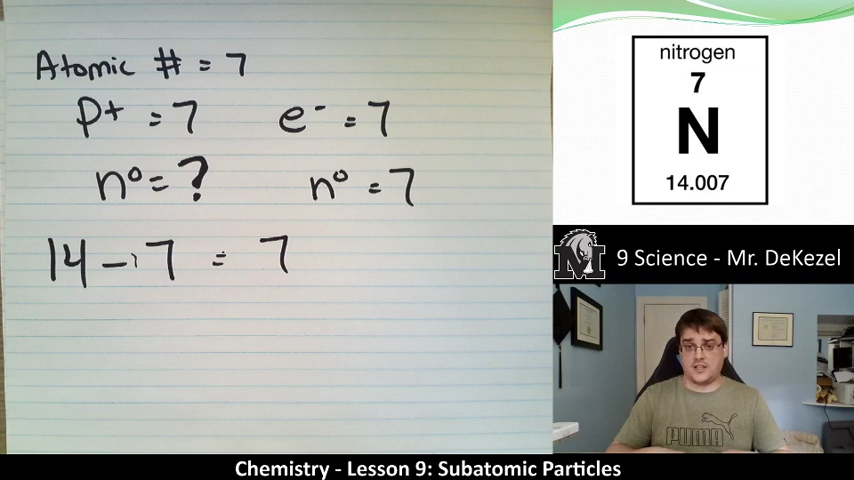 Atomic # = 7
p+ = 7 e- = 7
n° = ? n° = 7
14 - 7 = 7
nitrogen
7
N
14.007
M
9 Science - Mr. DeKezel
PUMA
Chemistry - Lesson 9: Subatomic Particles